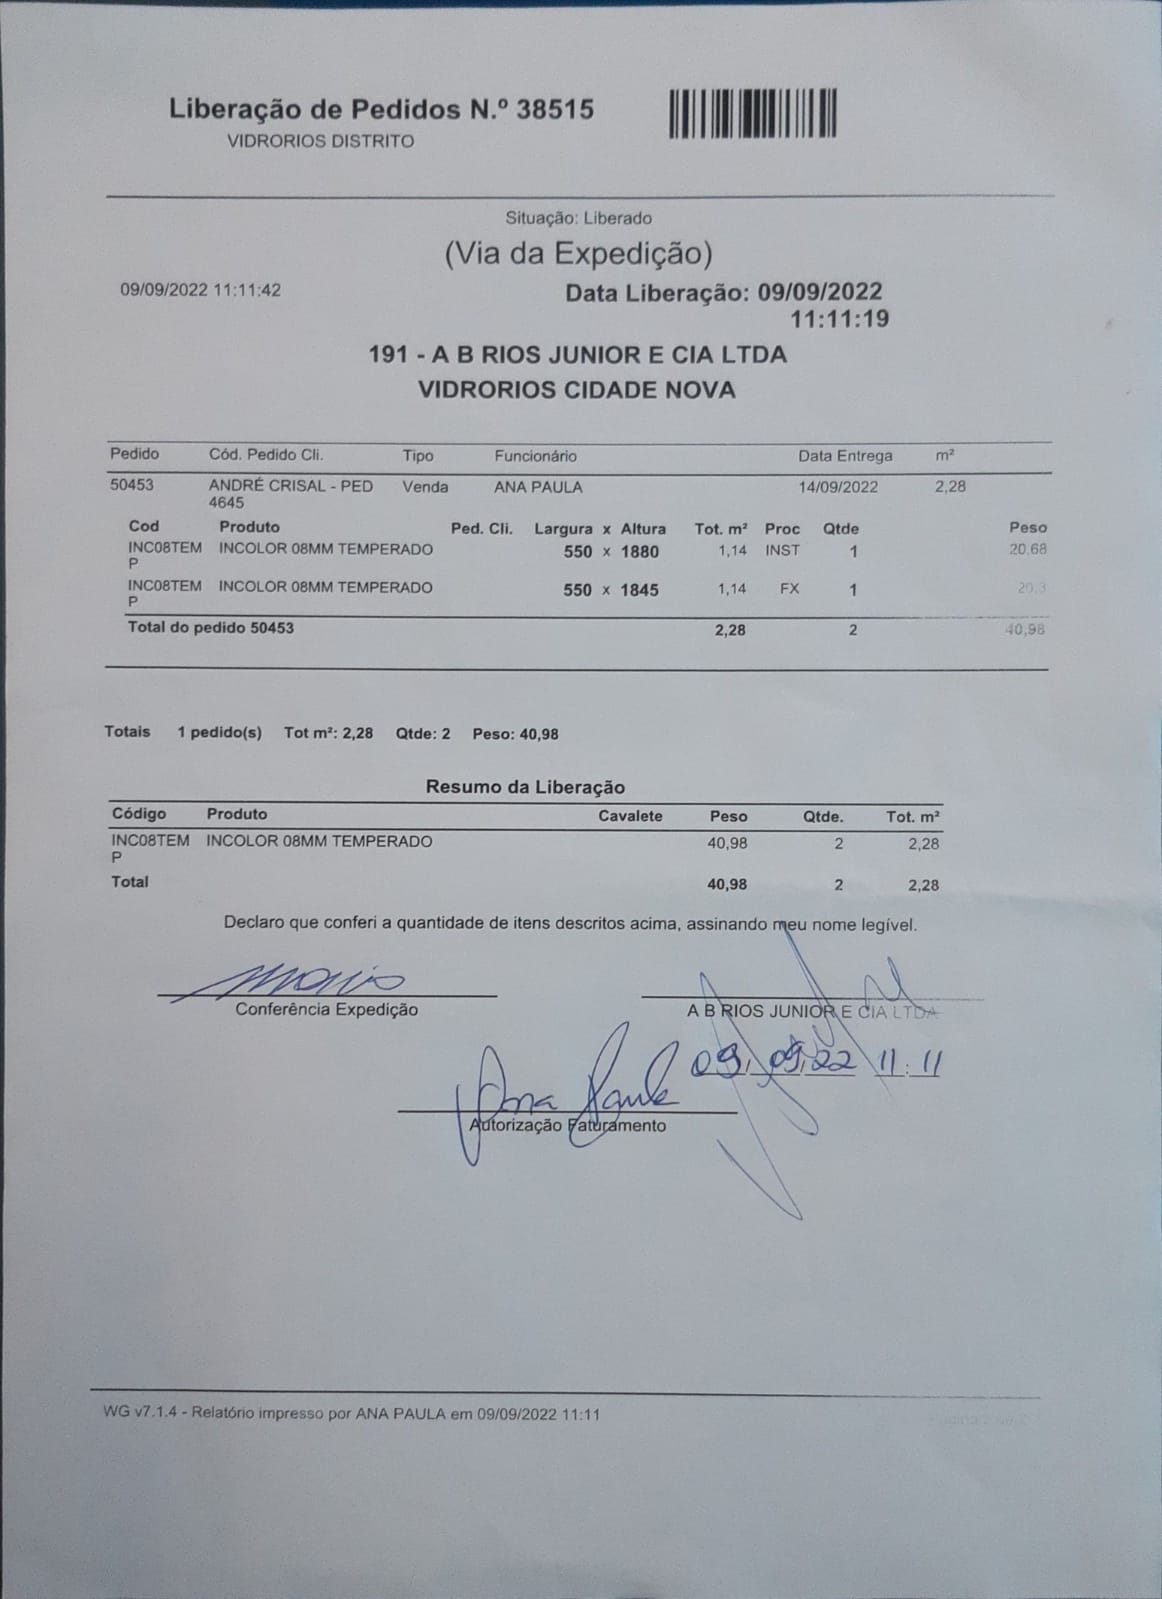 Liberação de Pedidos N.º 38515
VIDRORIOS DISTRITO
Situação: Liberado
(Via da Expedição)
09/09/2022 11:11:42
Data Liberação: 09/09/2022
11:11:19
191 - A B RIOS JUNIOR E CIA LTDA
VIDRORIOS CIDADE NOVA
Pedido Cód. Pedido Cli. Tipo Funcionário Data Entrega m²
50453 ANDRÉ CRISAL - PED Venda ANA PAULA 14/09/2022 2,28
4645
Cod Produto Ped. Cli. Largura x Altura Tot. m² Proc Qtde Peso
INC08TEM INCOLOR 08MM TEMPERADO 550 x 1880 1,14 INST 1 20,68
P
INC08TEM INCOLOR 08MM TEMPERADO 550 x 1845 1,14 FX 1 20,3
P
Total do pedido 50453 2,28 2 40,98
Totais 1 pedido(s) Tot m²: 2,28 Qtde: 2 Peso: 40,98
Resumo da Liberação
Código Produto Cavalete Peso Qtde. Tot. m²
INC08TEM INCOLOR 08MM TEMPERADO 40,98 2 2,28
P
Total 40,98 2 2,28
Declaro que conferi a quantidade de itens descritos acima, assinando meu nome legível.
Conferência Expedição A B RIOS JUNIOR E CIA LTDA
09/09/22 11:11
Ana Paula
Autorização Faturamento
WG v7.1.4 - Relatório impresso por ANA PAULA em 09/09/2022 11:11